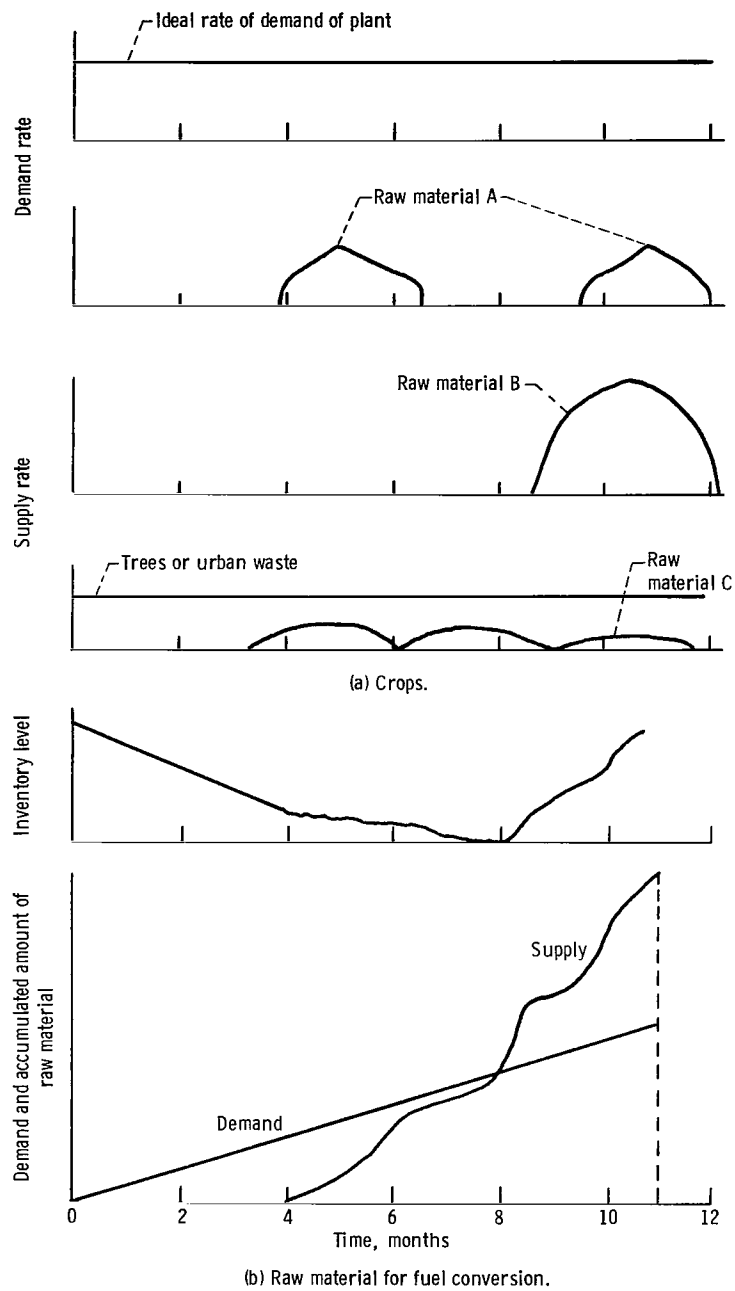 Ideal rate of demand of plant
Demand rate
Raw material A
Raw material B
Supply rate
Trees or urban waste
Raw
material C
(a) Crops.
Inventory level
Demand and accumulated amount of
raw material
Supply
Demand
0
2
4
6
8
10
12
Time, months
(b) Raw material for fuel conversion.